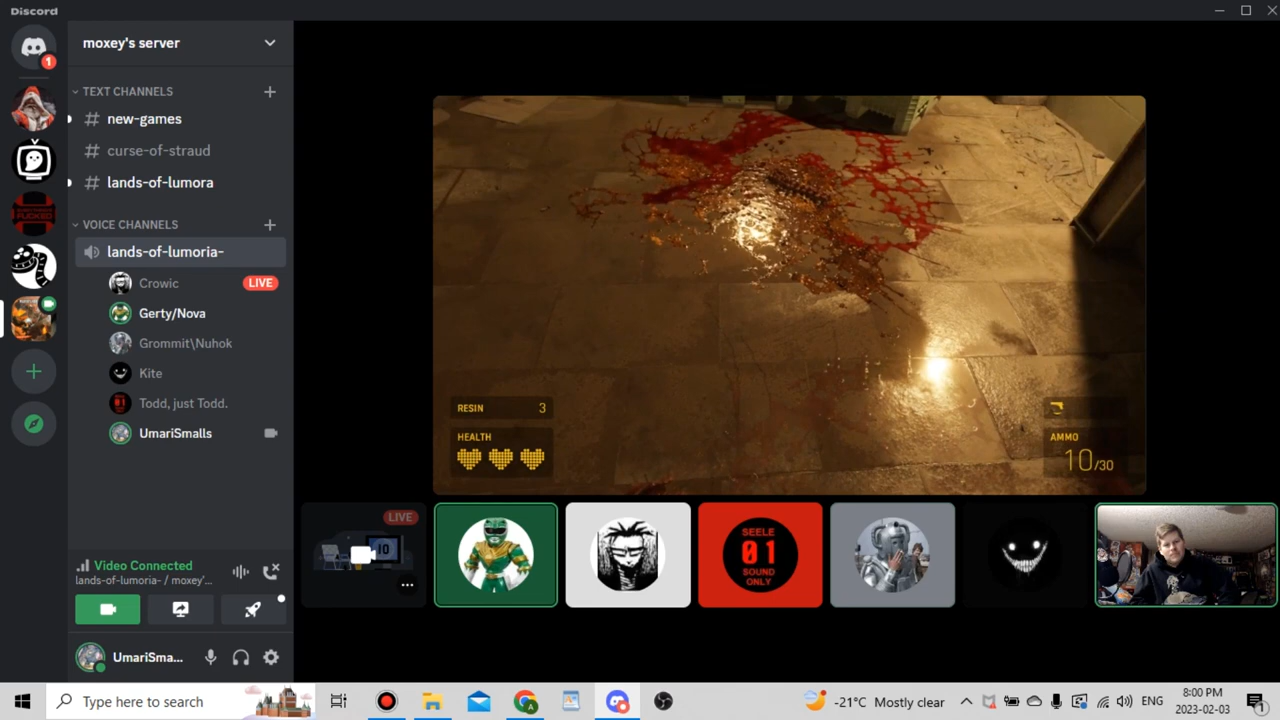 Discord
moxey's server
1
TEXT CHANNELS
new-games
curse-of-straud
lands-of-lumora
VOICE CHANNELS
lands-of-lumoria-
Crowic
LIVE
Gerty/Nova
Grommit\Nuhok
Kite
Todd, just Todd.
UmariSmalls
RESIN 3
HEALTH
AMMO
10/30
LIVE
SEELE
01
SOUND
ONLY
Video Connected
lands-of-lumoria- / moxey'...
UmariSma...
Type here to search
-21°C Mostly clear
ENG
8:00 PM
2023-02-03
1